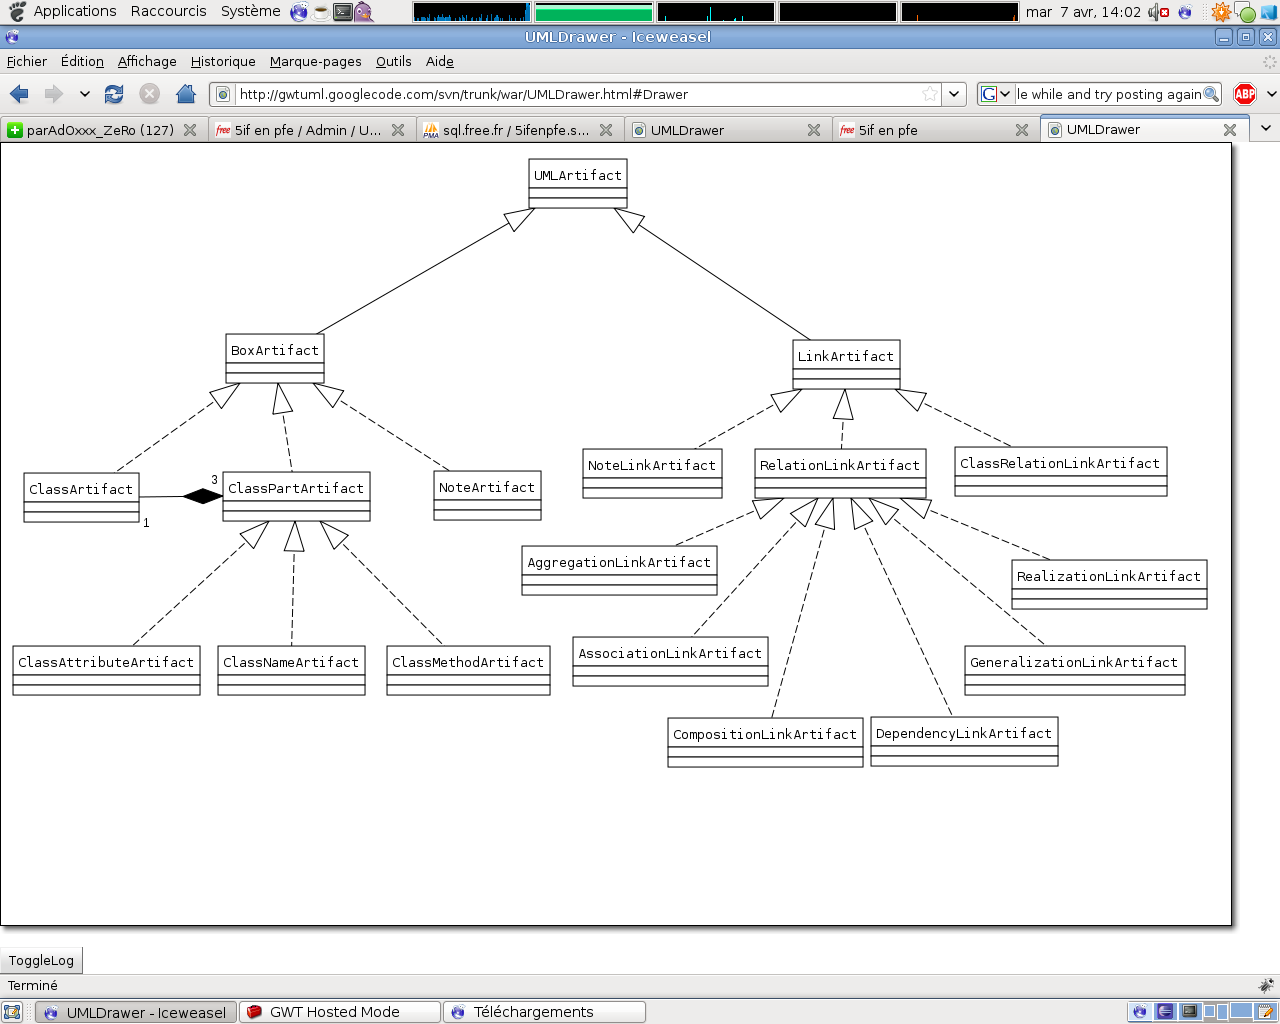 Applications Raccourcis Système mar 7 avr, 14:02
UMLDrawer - Iceweasel
Fichier Édition Affichage Historique Marque-pages Outils Aide
http://gwtuml.googlecode.com/svn/trunk/war/UMLDrawer.html#Drawer G le while and try posting again ABP
parAdOxxx_ZeRo (127) free 5if en pfe / Admin / U... PMA sql.free.fr / 5ifenpfe.s... UMLDrawer free 5if en pfe UMLDrawer
UMLArtifact
BoxArtifact
LinkArtifact
NoteLinkArtifact RelationLinkArtifact ClassRelationLinkArtifact
ClassArtifact 3 ClassPartArtifact NoteArtifact
1
AggregationLinkArtifact
RealizationLinkArtifact
AssociationLinkArtifact
ClassAttributeArtifact ClassNameArtifact ClassMethodArtifact GeneralizationLinkArtifact
CompositionLinkArtifact DependencyLinkArtifact
ToggleLog
Terminé
UMLDrawer - Iceweasel GWT Hosted Mode Téléchargements